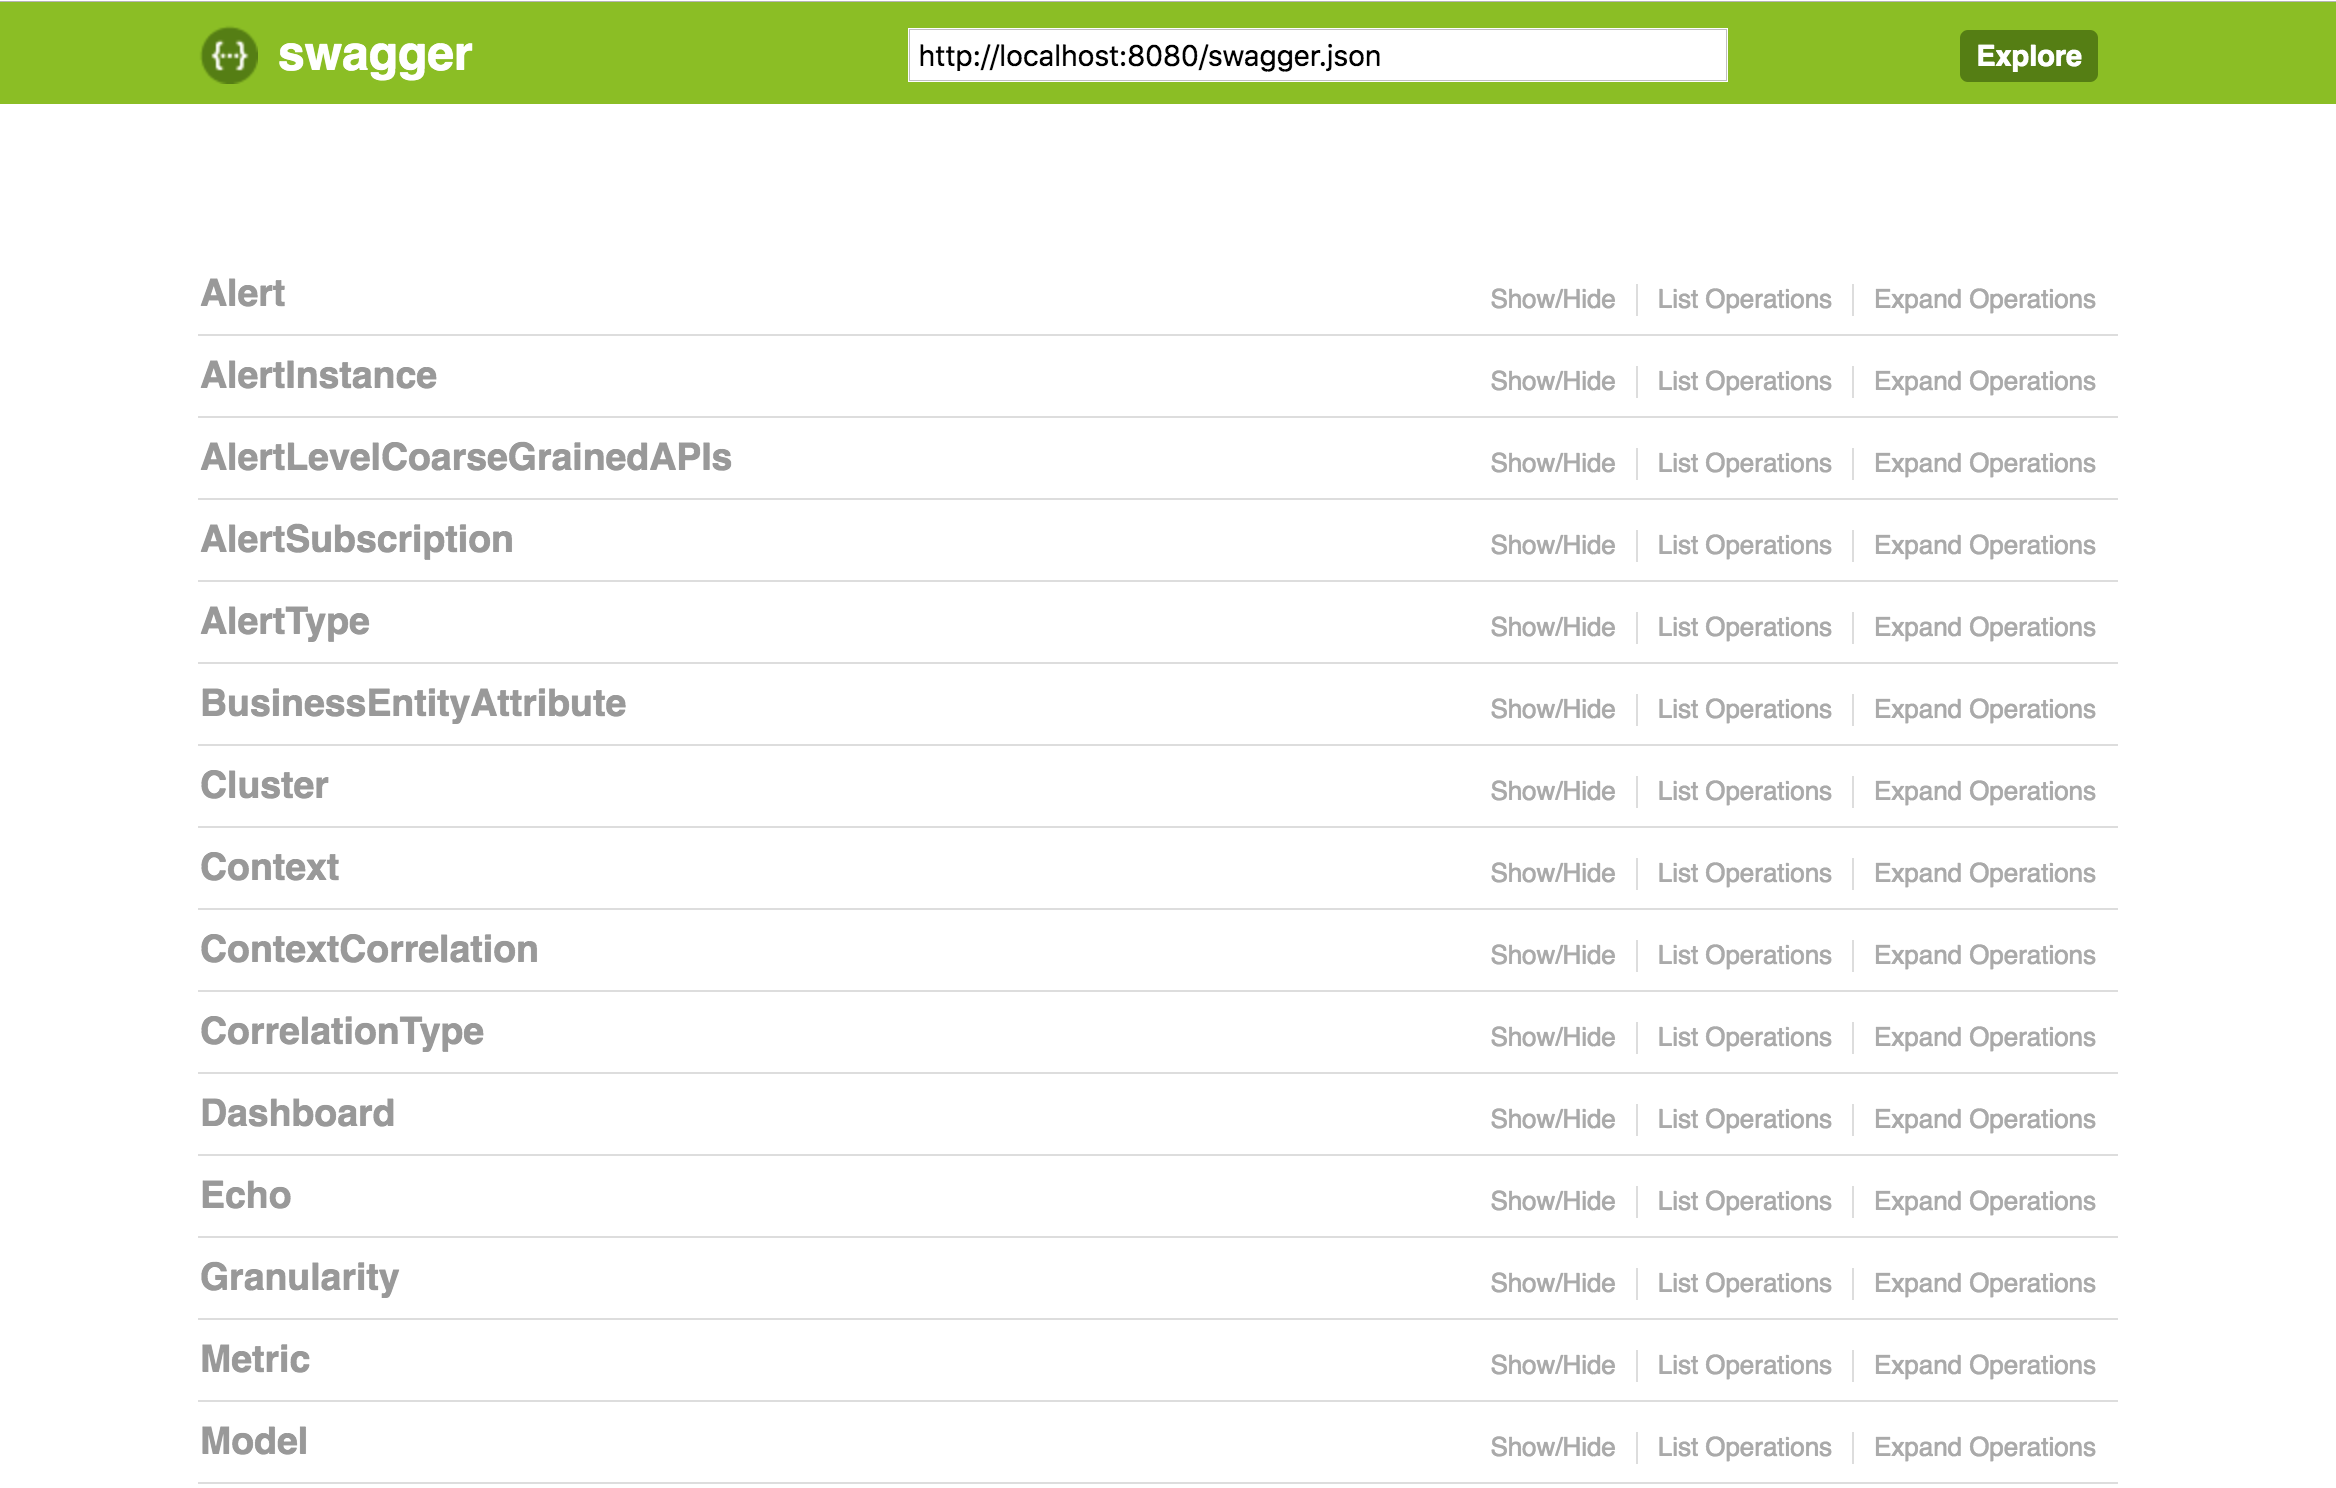 {...} swagger http://localhost:8080/swagger.json Explore
Alert Show/Hide List Operations Expand Operations
AlertInstance Show/Hide List Operations Expand Operations
AlertLevelCoarseGrainedAPIs Show/Hide List Operations Expand Operations
AlertSubscription Show/Hide List Operations Expand Operations
AlertType Show/Hide List Operations Expand Operations
BusinessEntityAttribute Show/Hide List Operations Expand Operations
Cluster Show/Hide List Operations Expand Operations
Context Show/Hide List Operations Expand Operations
ContextCorrelation Show/Hide List Operations Expand Operations
CorrelationType Show/Hide List Operations Expand Operations
Dashboard Show/Hide List Operations Expand Operations
Echo Show/Hide List Operations Expand Operations
Granularity Show/Hide List Operations Expand Operations
Metric Show/Hide List Operations Expand Operations
Model Show/Hide List Operations Expand Operations